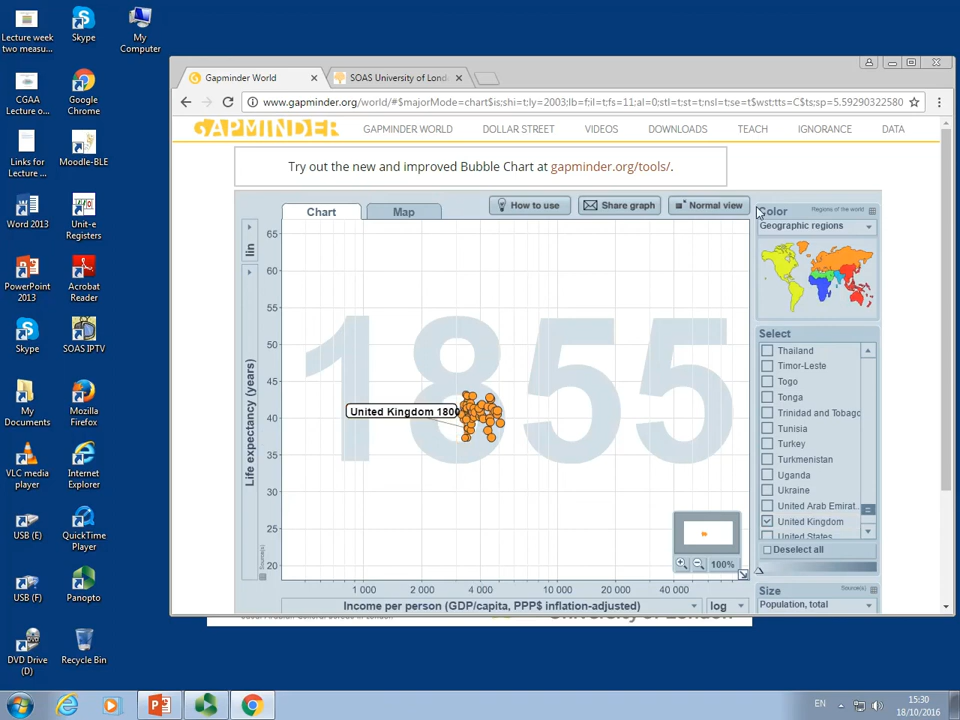 Lecture week
two measu...
Skype
My
Computer
CGAA
Lecture o...
Google
Chrome
Links for
Lecture ...
Moodle-BLE
Word 2013
Unit-e
Registers
PowerPoint
2013
Acrobat
Reader
Skype
SOAS IPTV
My
Documents
Mozilla
Firefox
VLC media
player
Internet
Explorer
USB (E)
QuickTime
Player
USB (F)
Panopto
DVD Drive
(D)
Recycle Bin
Gapminder World
SOAS University of Lond
www.gapminder.org/world/#$majorMode=chart$is;shi=t;ly=2003;lb=f;il=t;fs=11;al=0;stl=t;st=t;nsl=t;se=t$wst;tts=C$ts;sp=5.59290322580
GAPMINDER
GAPMINDER WORLD
DOLLAR STREET
VIDEOS
DOWNLOADS
TEACH
IGNORANCE
DATA
Try out the new and improved Bubble Chart at gapminder.org/tools/.
Chart
Map
How to use
Share graph
Normal view
Color
Regions of the world
Geographic regions
lin
Life expectancy (years)
65
60
55
50
45
40
35
30
25
20
1855
United Kingdom 1800
100%
Select
Thailand
Timor-Leste
Togo
Tonga
Trinidad and Tobago
Tunisia
Turkey
Turkmenistan
Uganda
Ukraine
United Arab Emirat.
United Kingdom
United States
Deselect all
1 000
2 000
4 000
10 000
20 000
40 000
Income per person (GDP/capita, PPP$ inflation-adjusted)
log
Size
Source(s)
Population, total
University of London
EN
15:30
18/10/2016